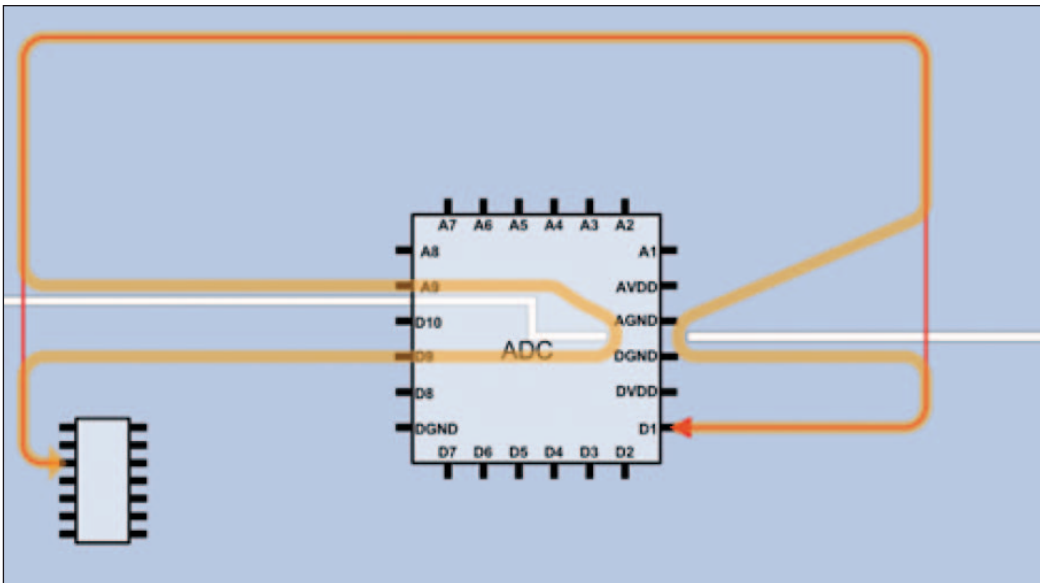 A7 A6 A5 A4 A3 A2
A8 A1
A9 AVDD
D10 AGND
ADC
D9 DGND
D8 DVDD
DGND D1
D7 D6 D5 D4 D3 D2